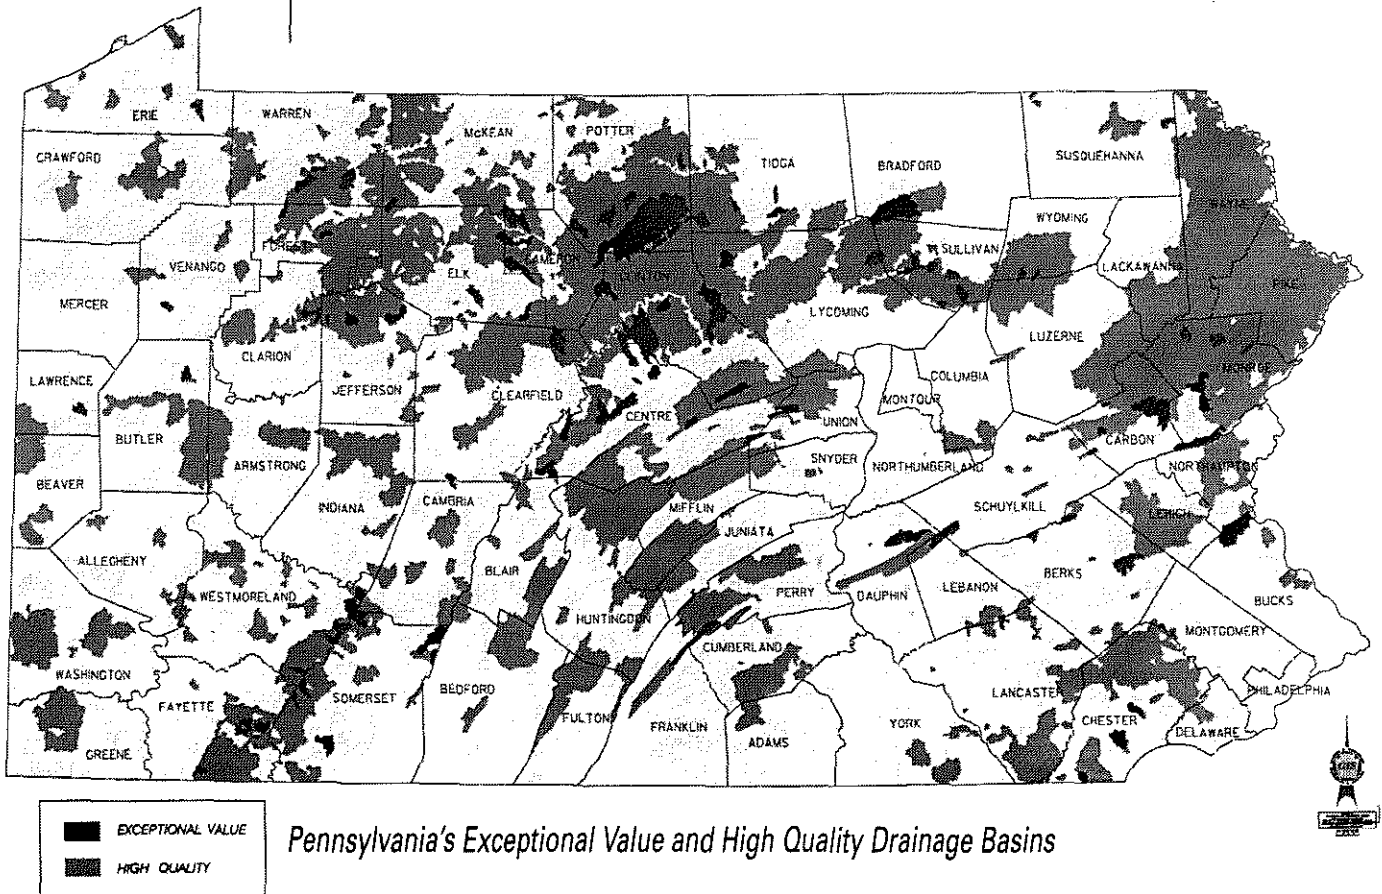 ERIE
WARREN
McKEAN
POTTER
TIOGA
BRADFORD
SUSQUEHANNA
CRAWFORD
WAYNE
WYOMING
FOREST
VENANGO
ELK
CAMERON
CLINTON
SULLIVAN
LACKAWANNA
PIKE
MERCER
LYCOMING
LUZERNE
CLARION
LAWRENCE
JEFFERSON
CLEARFIELD
COLUMBIA
MONROE
MONTOUR
CENTRE
UNION
BUTLER
CARBON
ARMSTRONG
SNYDER
NORTHUMBERLAND
NORTHAMPTON
BEAVER
INDIANA
CAMBRIA
MIFFLIN
SCHUYLKILL
LEHIGH
JUNIATA
ALLEGHENY
BLAIR
BERKS
WESTMORELAND
PERRY
DAUPHIN
LEBANON
BUCKS
HUNTINGDON
MONTGOMERY
CUMBERLAND
WASHINGTON
BEDFORD
SOMERSET
LANCASTER
PHILADELPHIA
FAYETTE
FULTON
FRANKLIN
YORK
CHESTER
DELAWARE
ADAMS
GREENE
EXCEPTIONAL VALUE
HIGH QUALITY
Pennsylvania's Exceptional Value and High Quality Drainage Basins